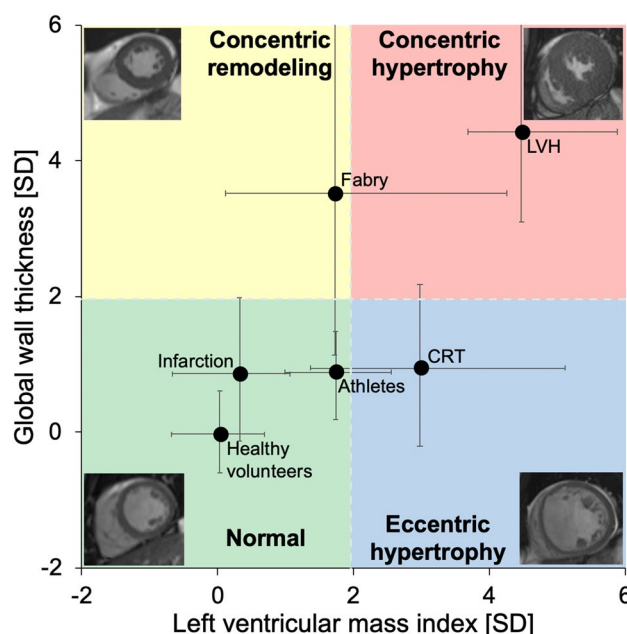 6
4
2
0
-2
Global wall thickness [SD]
Concentric
remodeling
Concentric
hypertrophy
LVH
Fabry
Infarction
Athletes
CRT
Healthy
volunteers
Normal
Eccentric
hypertrophy
-2 0 2 4 6
Left ventricular mass index [SD]